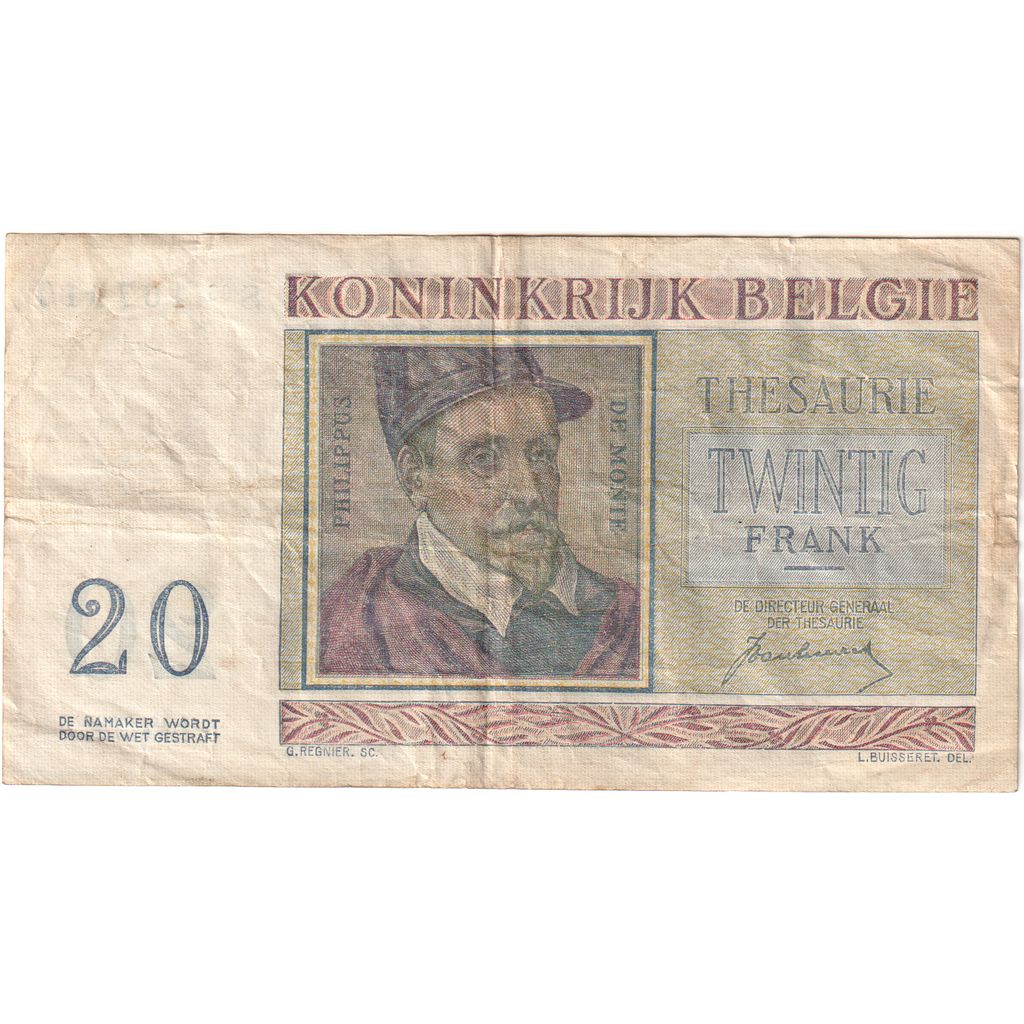 KONINKRIJK BELGIE
PHILIPPUS
DE MONTE
THESAURIE
TWINTIG
FRANK
DE DIRECTEUR GENERAAL
DER THESAURIE
20
DE NAMAKER WORDT
DOOR DE WET GESTRAFT
G. REGNIER. SC.
L. BUISSERET. DEL.